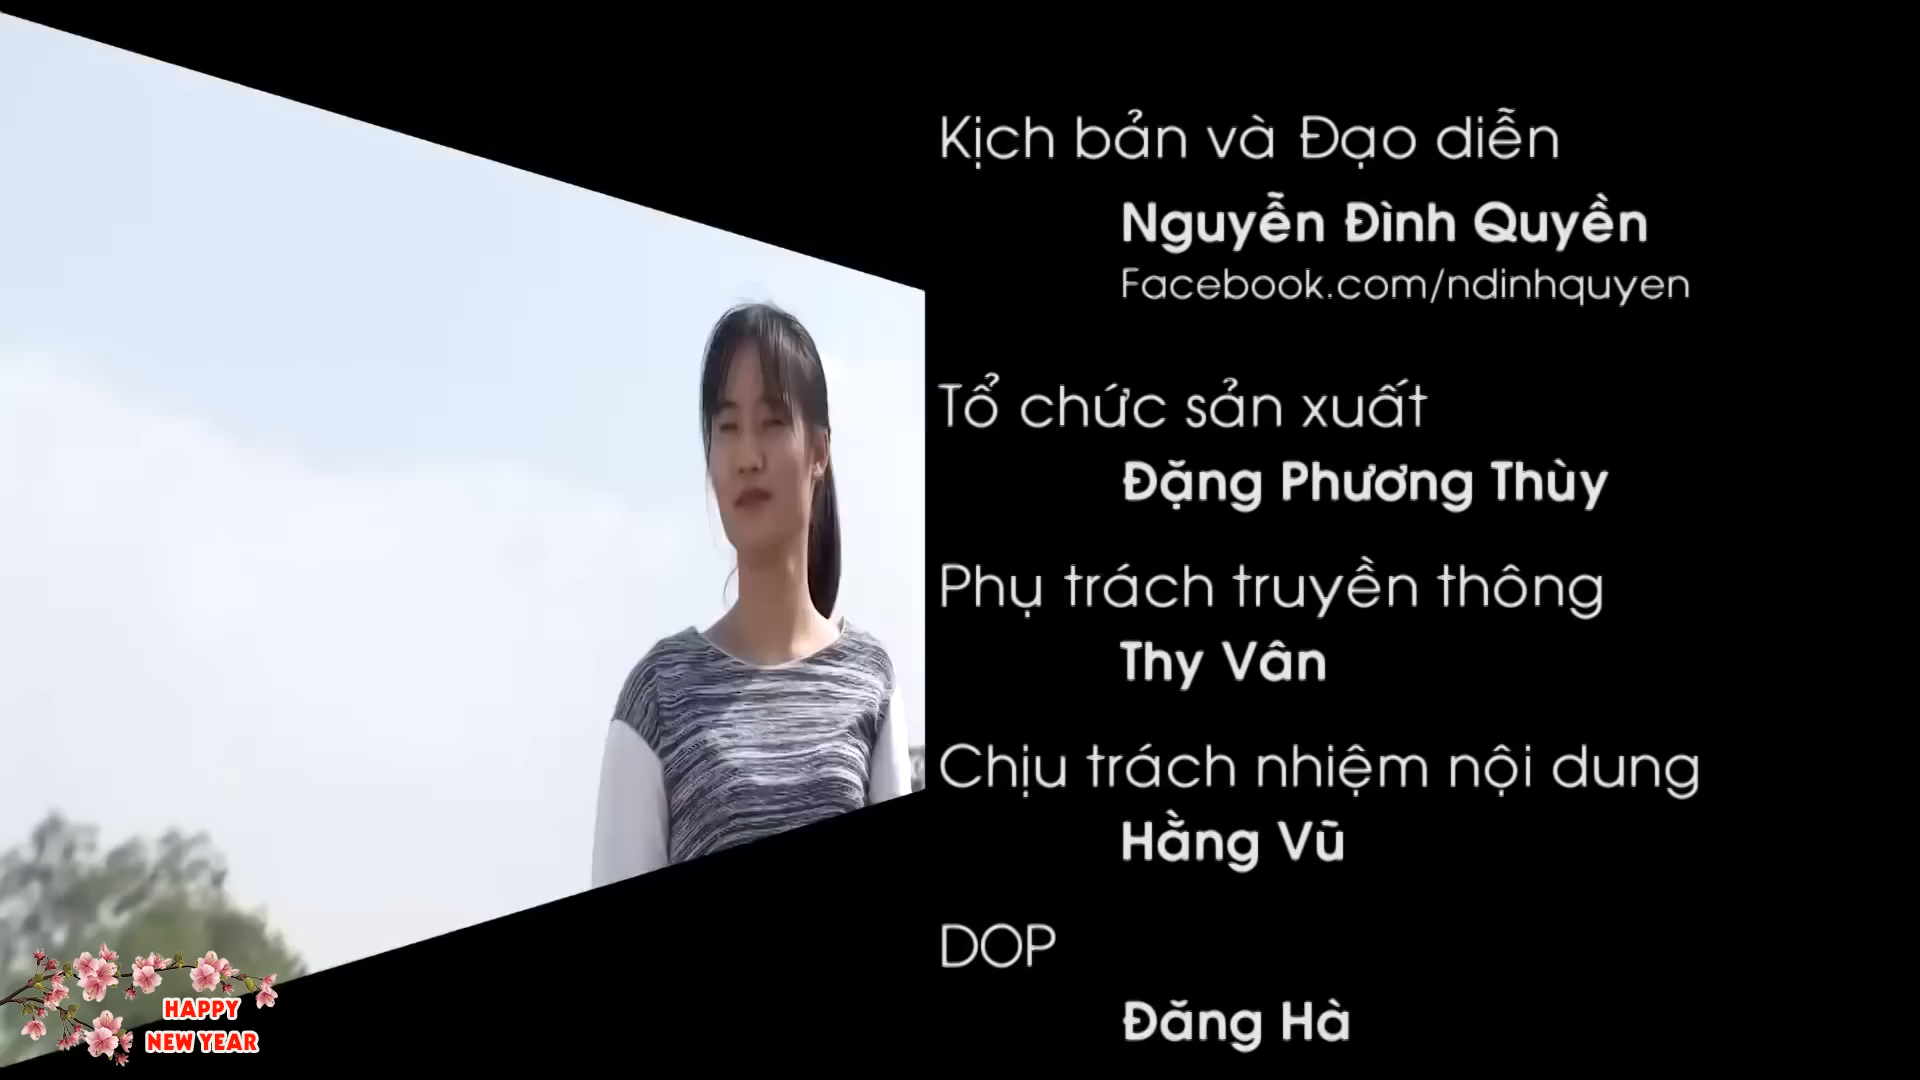 Kịch bản và Đạo diễn
Nguyễn Đình Quyền
Facebook.com/ndinhquyen
Tổ chức sản xuất
Đặng Phương Thùy
Phụ trách truyền thông
Thy Vân
Chịu trách nhiệm nội dung
Hằng Vũ
DOP
Đăng Hà
HAPPY
NEW YEAR